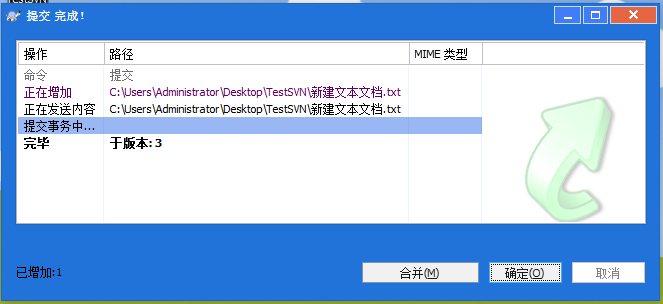 TestSVN
提交 完成!
操作 路径 MIME 类型
命令 提交
正在增加 C:\Users\Administrator\Desktop\TestSVN\新建文本文档.txt
正在发送内容 C:\Users\Administrator\Desktop\TestSVN\新建文本文档.txt
提交事务中...
完毕 于版本: 3
已增加:1 合并(M) 确定(O) 取消